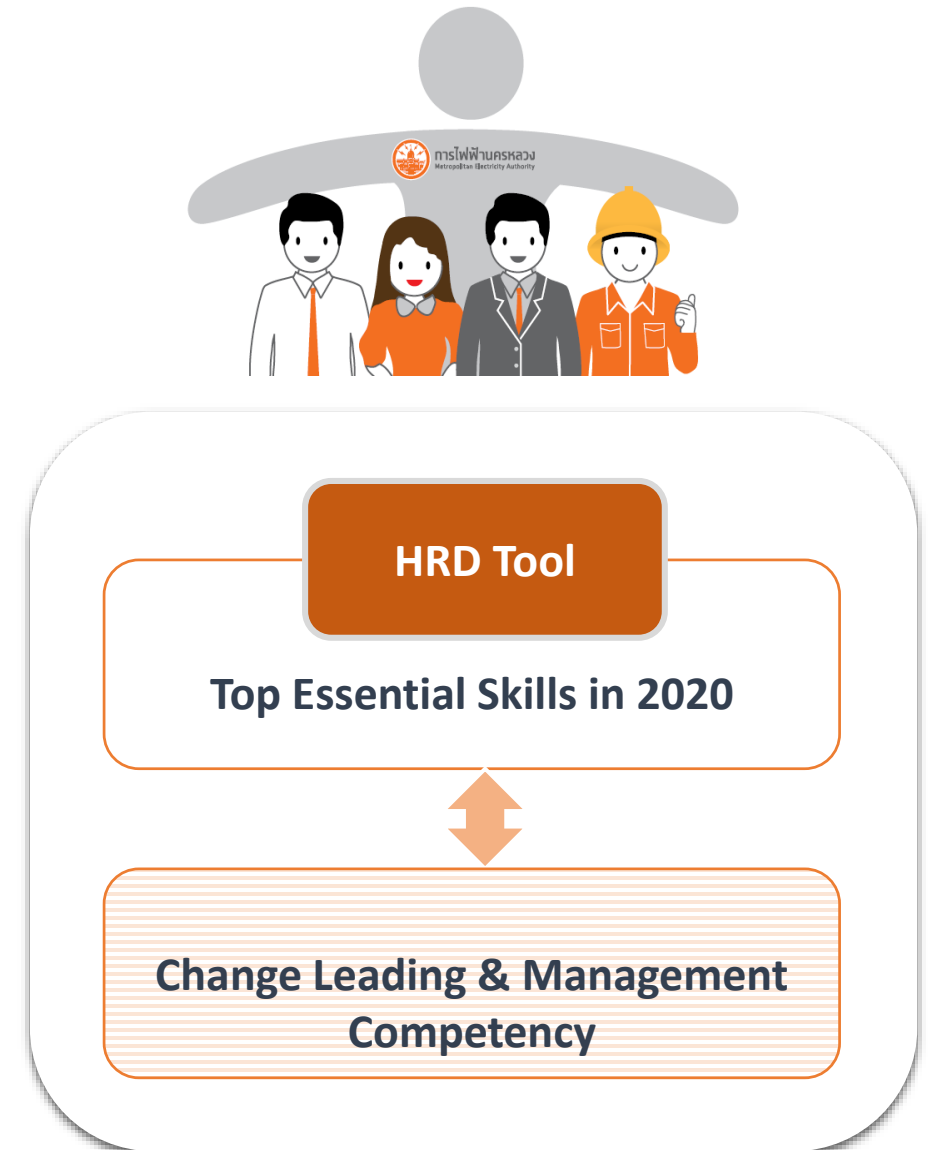 การไฟฟ้านครหลวง
Metropolitan Electricity Authority
HRD Tool
Top Essential Skills in 2020
Change Leading & Management
Competency